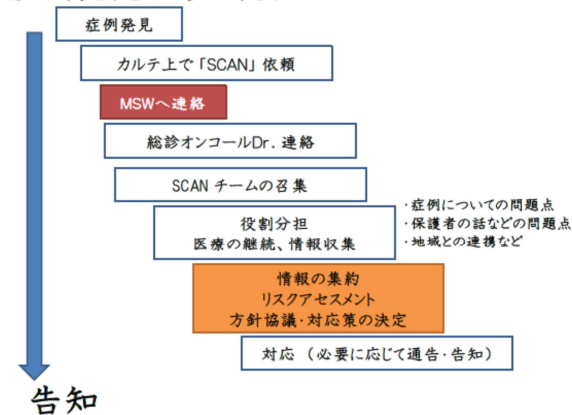 症例発見
カルテ上で「SCAN」依頼
MSWへ連絡
総診オンコールDr. 連絡
SCAN チームの召集
役割分担
医療の継続、情報収集
・症例についての問題点
・保護者の話などの問題点
・地域との連携など
情報の集約
リスクアセスメント
方針協議・対応策の決定
対応（必要に応じて通告・告知）
告知